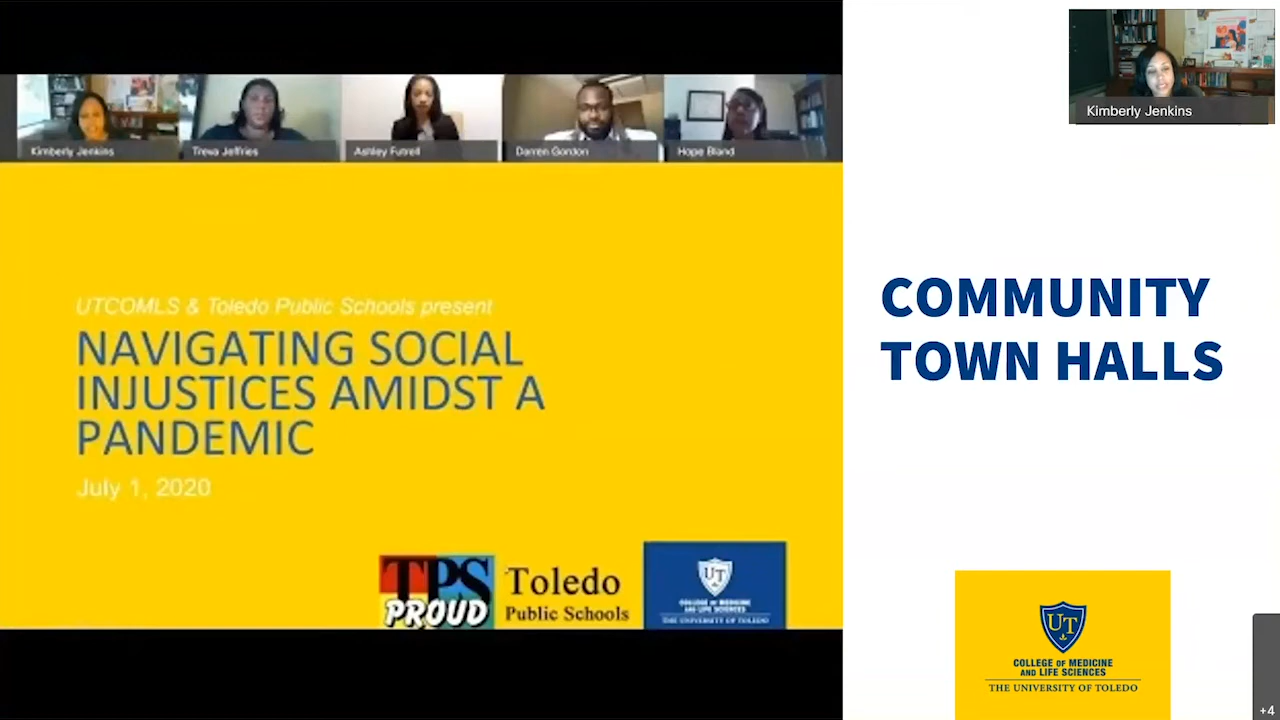 Kimberly Jenkins
Treva Jeffries
Ashley Futrell
Darren Gordon
Hope Bland
UTCOMLS & Toledo Public Schools present
NAVIGATING SOCIAL
INJUSTICES AMIDST A
PANDEMIC
July 1, 2020
TPS
PROUD
Toledo
Public Schools
UT
COLLEGE OF MEDICINE
AND LIFE SCIENCES
THE UNIVERSITY OF TOLEDO
Kimberly Jenkins
COMMUNITY
TOWN HALLS
UT
COLLEGE OF MEDICINE
AND LIFE SCIENCES
THE UNIVERSITY OF TOLEDO
+4